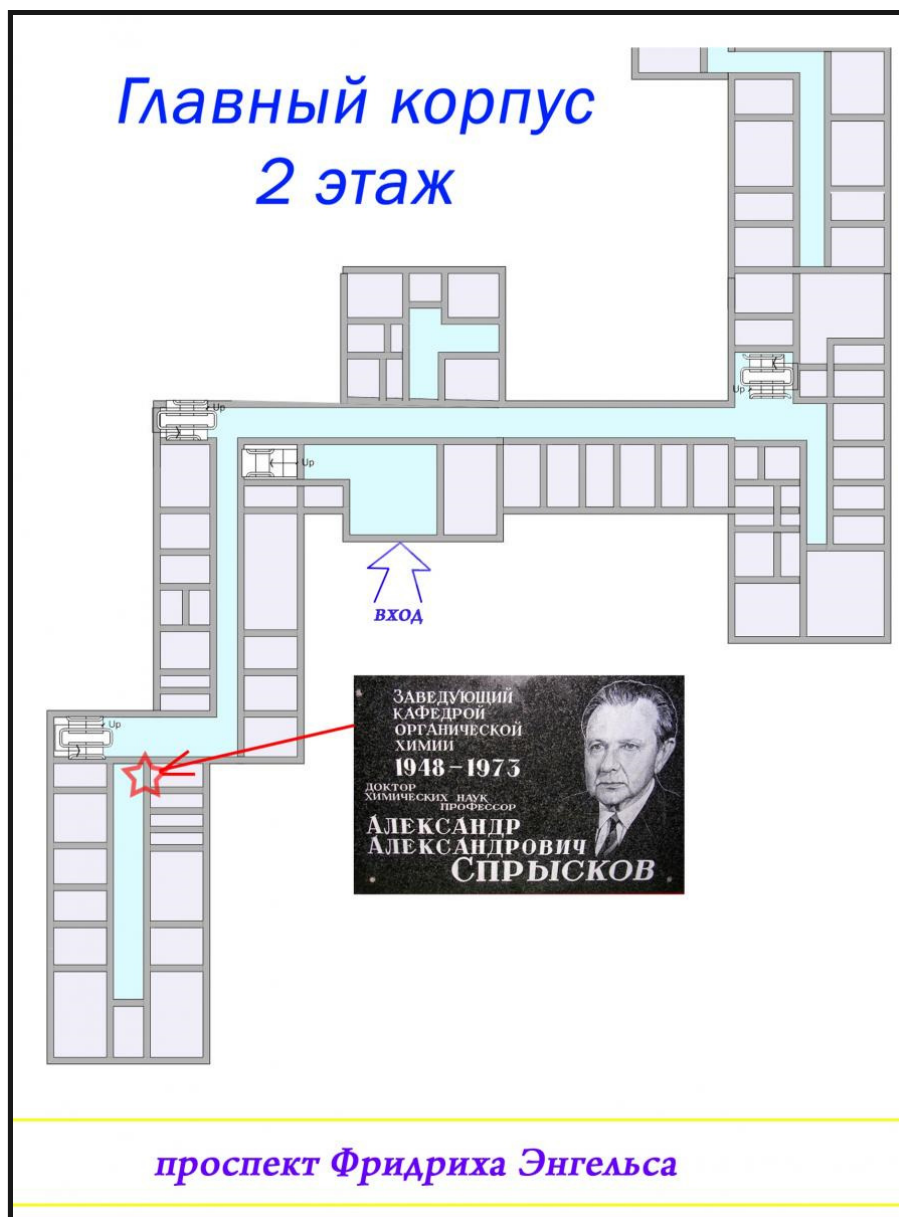 Главный корпус
2 этаж
Up
Up
Up
Up
ВХОД
ЗАВЕДУЮЩИЙ
КАФЕДРОЙ
ОРГАНИЧЕСКОЙ
ХИМИИ
1948–1973
ДОКТОР
ХИМИЧЕСКИХ НАУК
ПРОФЕССОР
АЛЕКСАНДР
АЛЕКСАНДРОВИЧ
СПРЫСКОВ
проспект Фридриха Энгельса